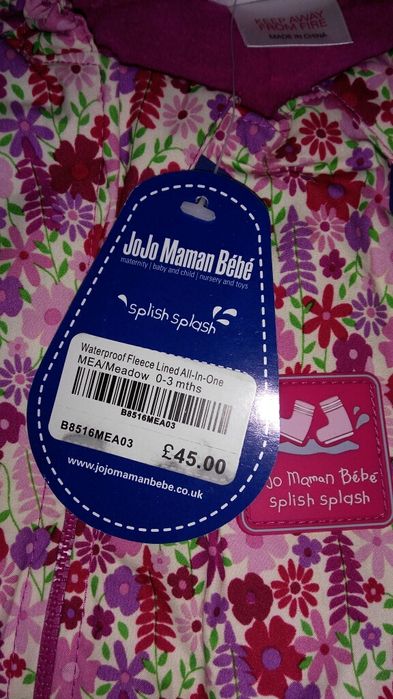 KEEP AWAY
FROM FIRE
MADE IN CHINA
JoJo Maman Bébé
maternity | baby and child | nursery and toys
splish splash
Waterproof Fleece Lined All-In-One
MEA/Meadow 0-3 mths
B8516MEA03
B8516MEA03
£45.00
www.jojomamanbebe.co.uk
Jo Maman Bébé
splish splash